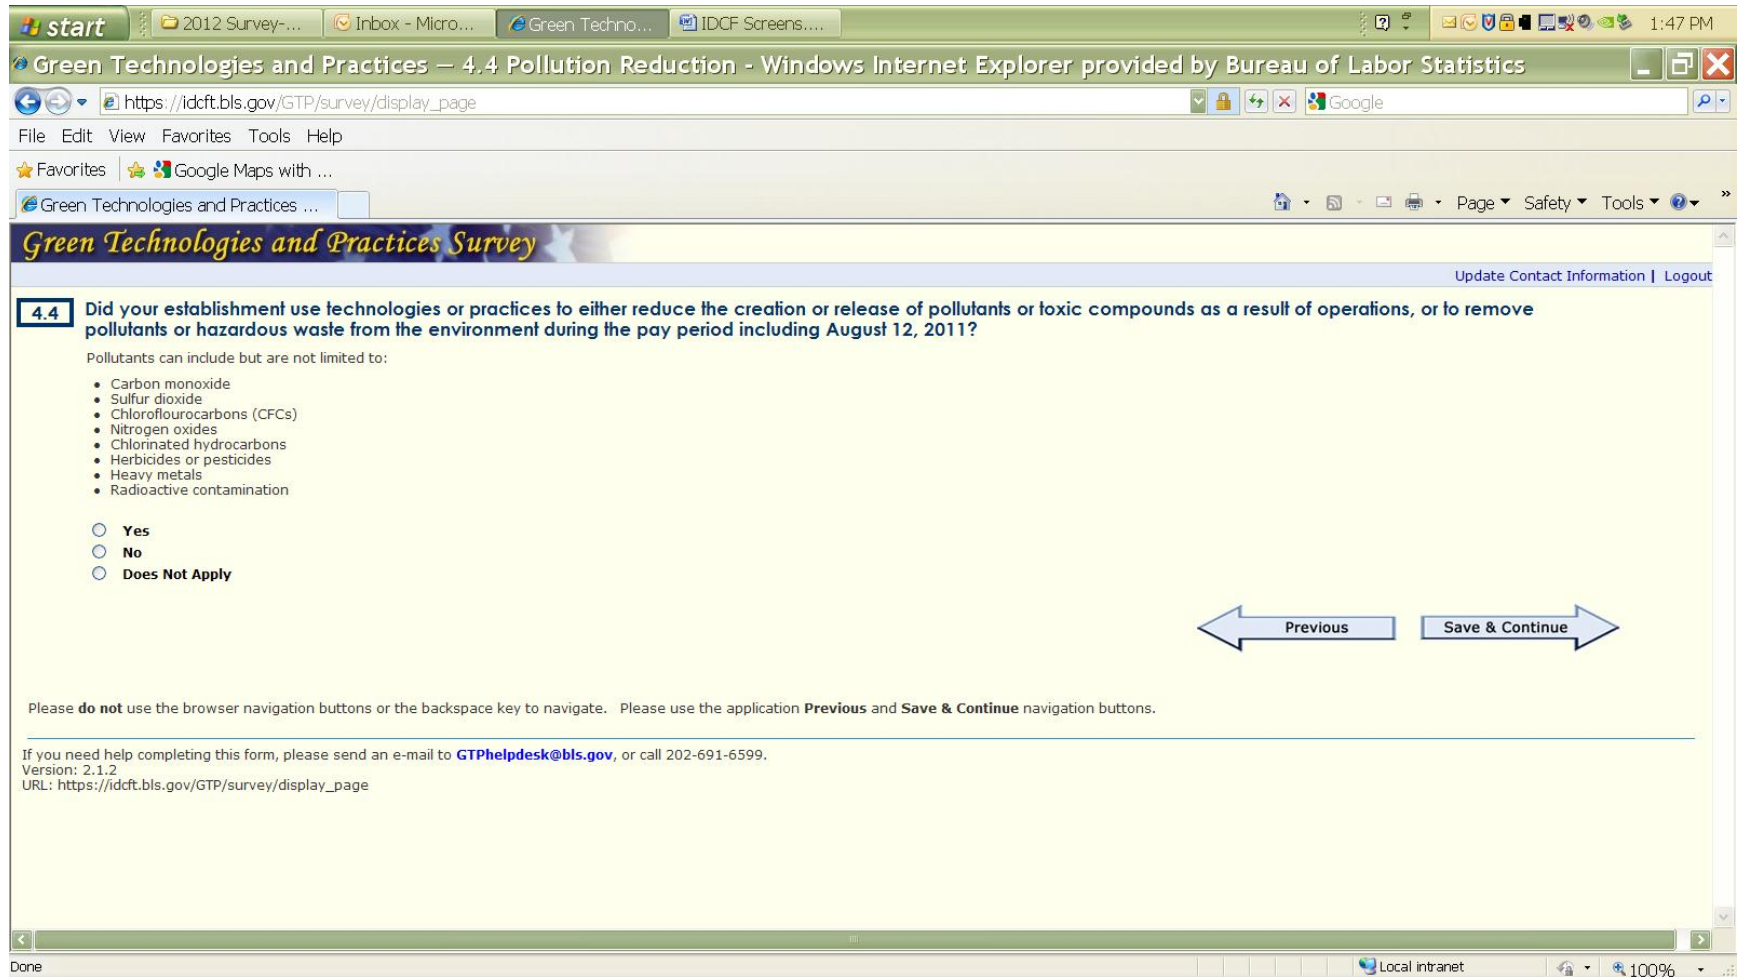 start
2012 Survey-...
Inbox - Micro...
Green Techno...
IDCF Screens....
1:47 PM
Green Technologies and Practices — 4.4 Pollution Reduction - Windows Internet Explorer provided by Bureau of Labor Statistics
https://idcft.bls.gov/GTP/survey/display_page
Google
File Edit View Favorites Tools Help
Favorites
Google Maps with ...
Green Technologies and Practices ...
Page Safety Tools
Green Technologies and Practices Survey
Update Contact Information | Logout
4.4 Did your establishment use technologies or practices to either reduce the creation or release of pollutants or toxic compounds as a result of operations, or to remove
pollutants or hazardous waste from the environment during the pay period including August 12, 2011?
Pollutants can include but are not limited to:
• Carbon monoxide
• Sulfur dioxide
• Chloroflourocarbons (CFCs)
• Nitrogen oxides
• Chlorinated hydrocarbons
• Herbicides or pesticides
• Heavy metals
• Radioactive contamination
Yes
No
Does Not Apply
Previous
Save & Continue
Please do not use the browser navigation buttons or the backspace key to navigate. Please use the application Previous and Save & Continue navigation buttons.
If you need help completing this form, please send an e-mail to GTPhelpdesk@bls.gov, or call 202-691-6599.
Version: 2.1.2
URL: https://idcft.bls.gov/GTP/survey/display_page
Done
Local intranet
100%